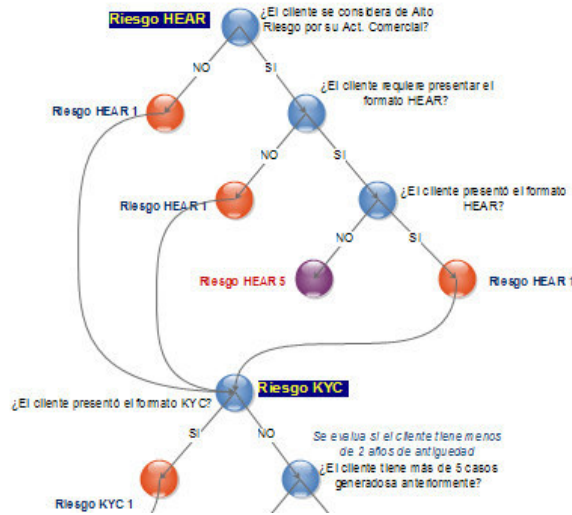 Riesgo HEAR
¿El cliente se considera de Alto
Riesgo por su Act. Comercial?
NO
SI
¿El cliente requiere presentar el
formato HEAR?
Riesgo HEAR 1
NO
SI
¿El cliente presentó el formato
HEAR?
Riesgo HEAR 1
NO
SI
Riesgo HEAR 5
Riesgo HEAR 1
Riesgo KYC
¿El cliente presentó el formato KYC?
SI
NO
Se evalua si el cliente tiene menos
de 2 años de antiguedad
¿El cliente tiene más de 5 casos
generadosa anteriormente?
Riesgo KYC 1